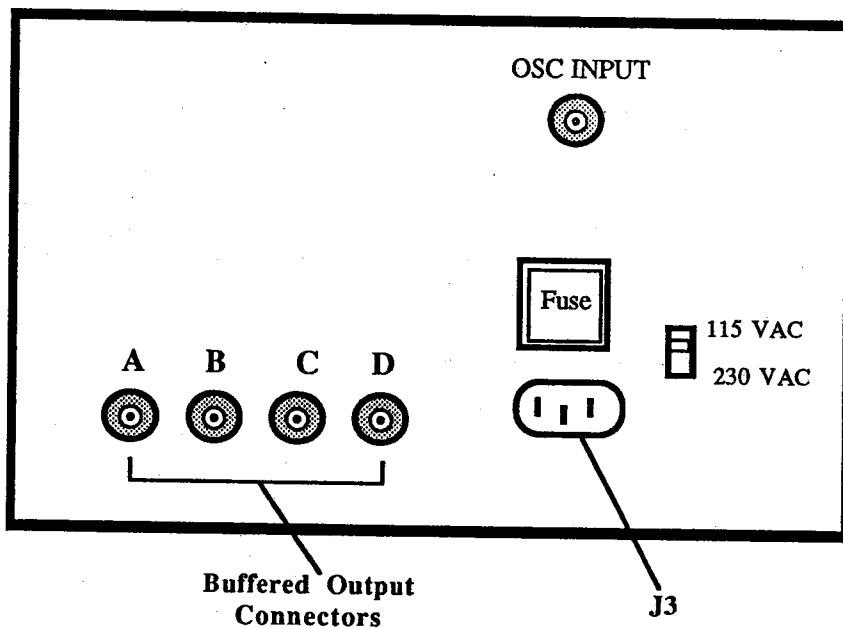 OSC INPUT
Fuse
115 VAC
230 VAC
A B C D
Buffered Output
Connectors
J3